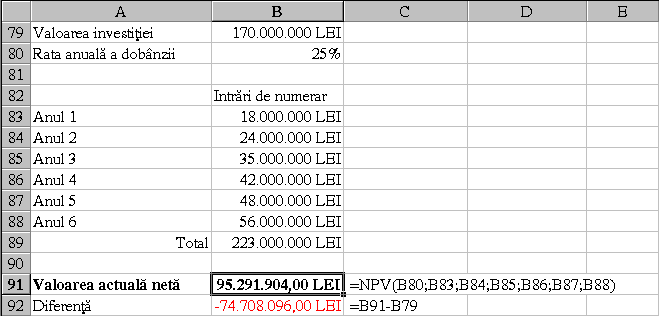 A B C D E
79 Valoarea investiţiei 170.000.000 LEI
80 Rata anuală a dobânzii 25%
81
82 Intrări de numerar
83 Anul 1 18.000.000 LEI
84 Anul 2 24.000.000 LEI
85 Anul 3 35.000.000 LEI
86 Anul 4 42.000.000 LEI
87 Anul 5 48.000.000 LEI
88 Anul 6 56.000.000 LEI
89 Total 223.000.000 LEI
90
91 Valoarea actuală netă 95.291.904,00 LEI =NPV(B80;B83;B84;B85;B86;B87;B88)
92 Diferenţă -74.708.096,00 LEI =B91-B79